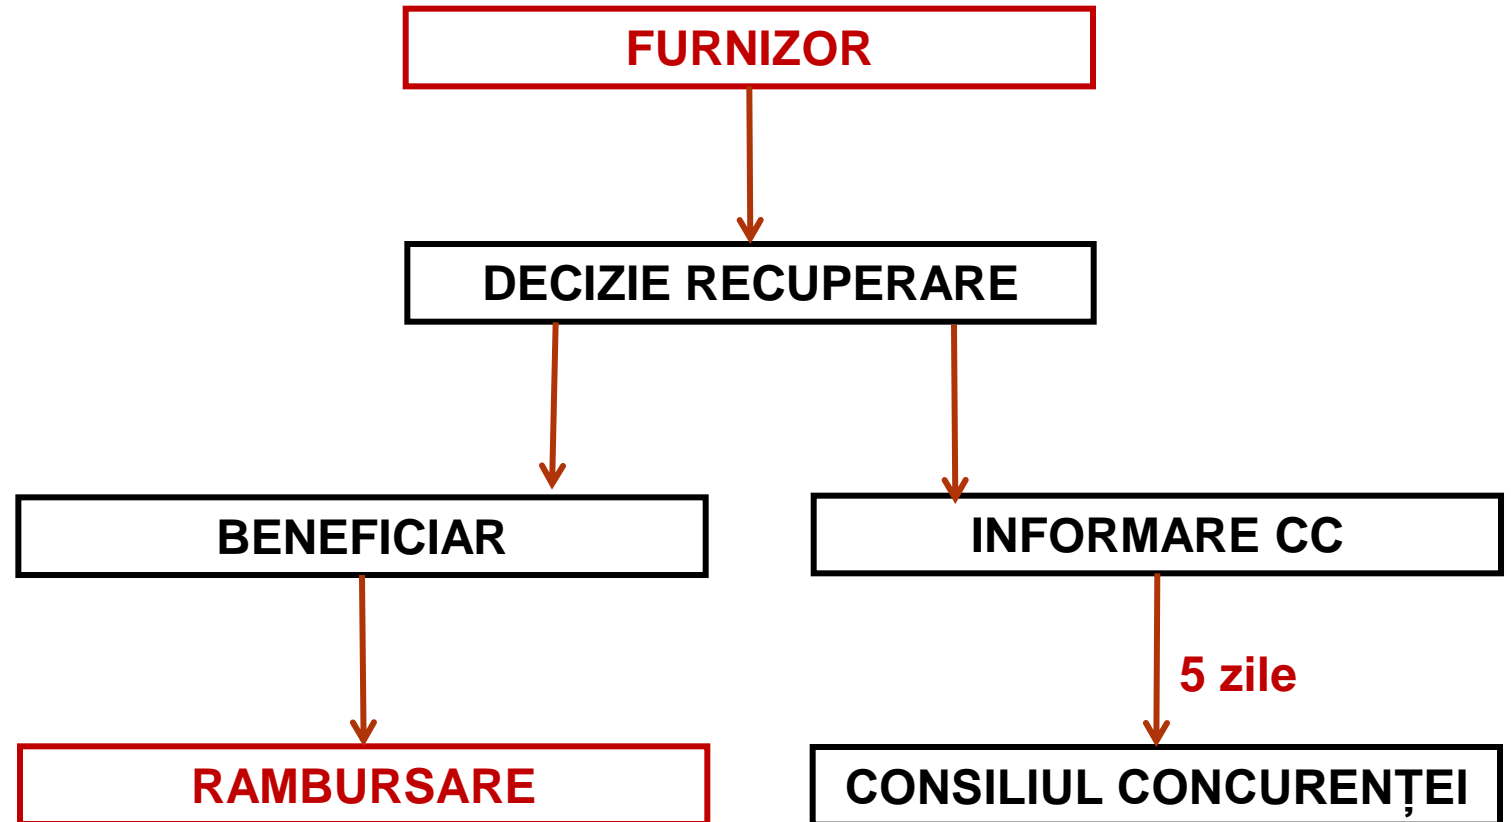 FURNIZOR
DECIZIE RECUPERARE
BENEFICIAR
INFORMARE CC
5 zile
RAMBURSARE
CONSILIUL CONCURENȚEI